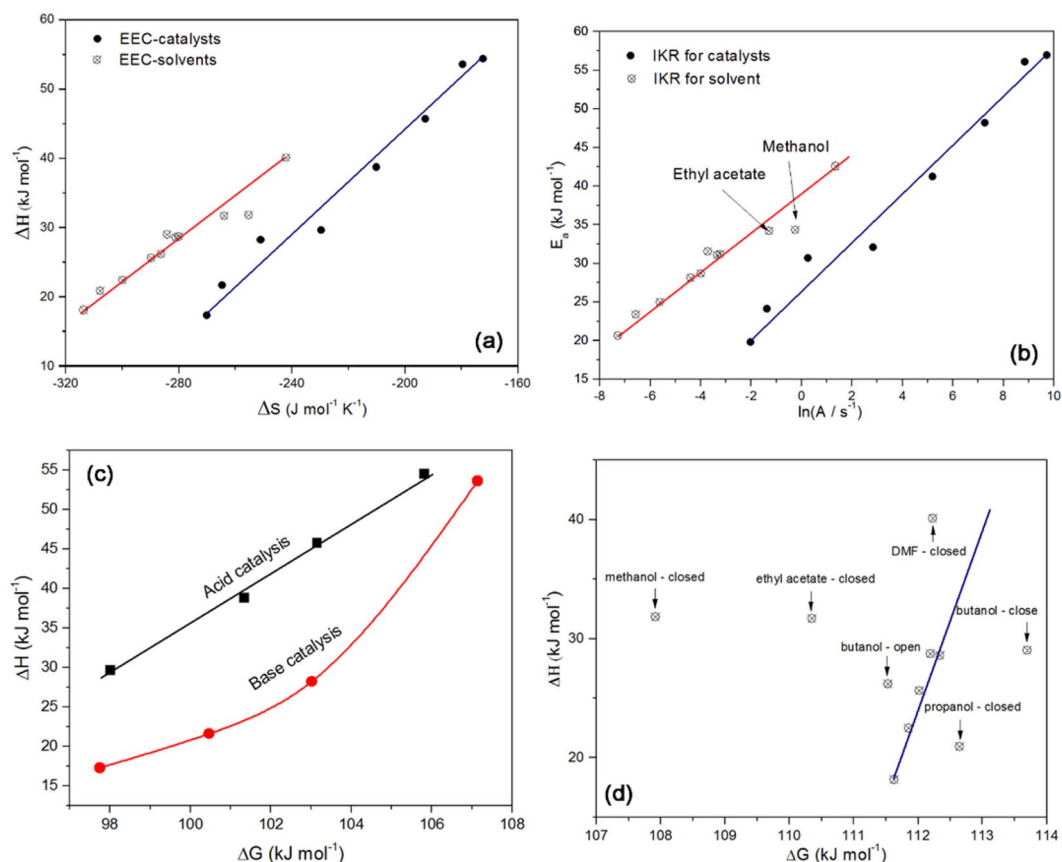 60
50
40
30
20
10
-320
-280
-240
-200
-160
ΔH (kJ mol⁻¹)
ΔS (J mol⁻¹ K⁻¹)
EEC-catalysts
EEC-solvents
(a)
60
55
50
45
40
35
30
25
20
15
10
-8
-6
-4
-2
0
2
4
6
8
10
Eₐ (kJ mol⁻¹)
ln(A / s⁻¹)
IKR for catalysts
IKR for solvent
Methanol
Ethyl acetate
(b)
(c)
55
50
45
40
35
30
25
20
15
98
100
102
104
106
108
ΔH (kJ mol⁻¹)
ΔG (kJ mol⁻¹)
Acid catalysis
Base catalysis
40
30
20
107
108
109
110
111
112
113
114
ΔH (kJ mol⁻¹)
ΔG (kJ mol⁻¹)
DMF - closed
methanol - closed
ethyl acetate - closed
butanol - close
butanol - open
propanol - closed
(d)